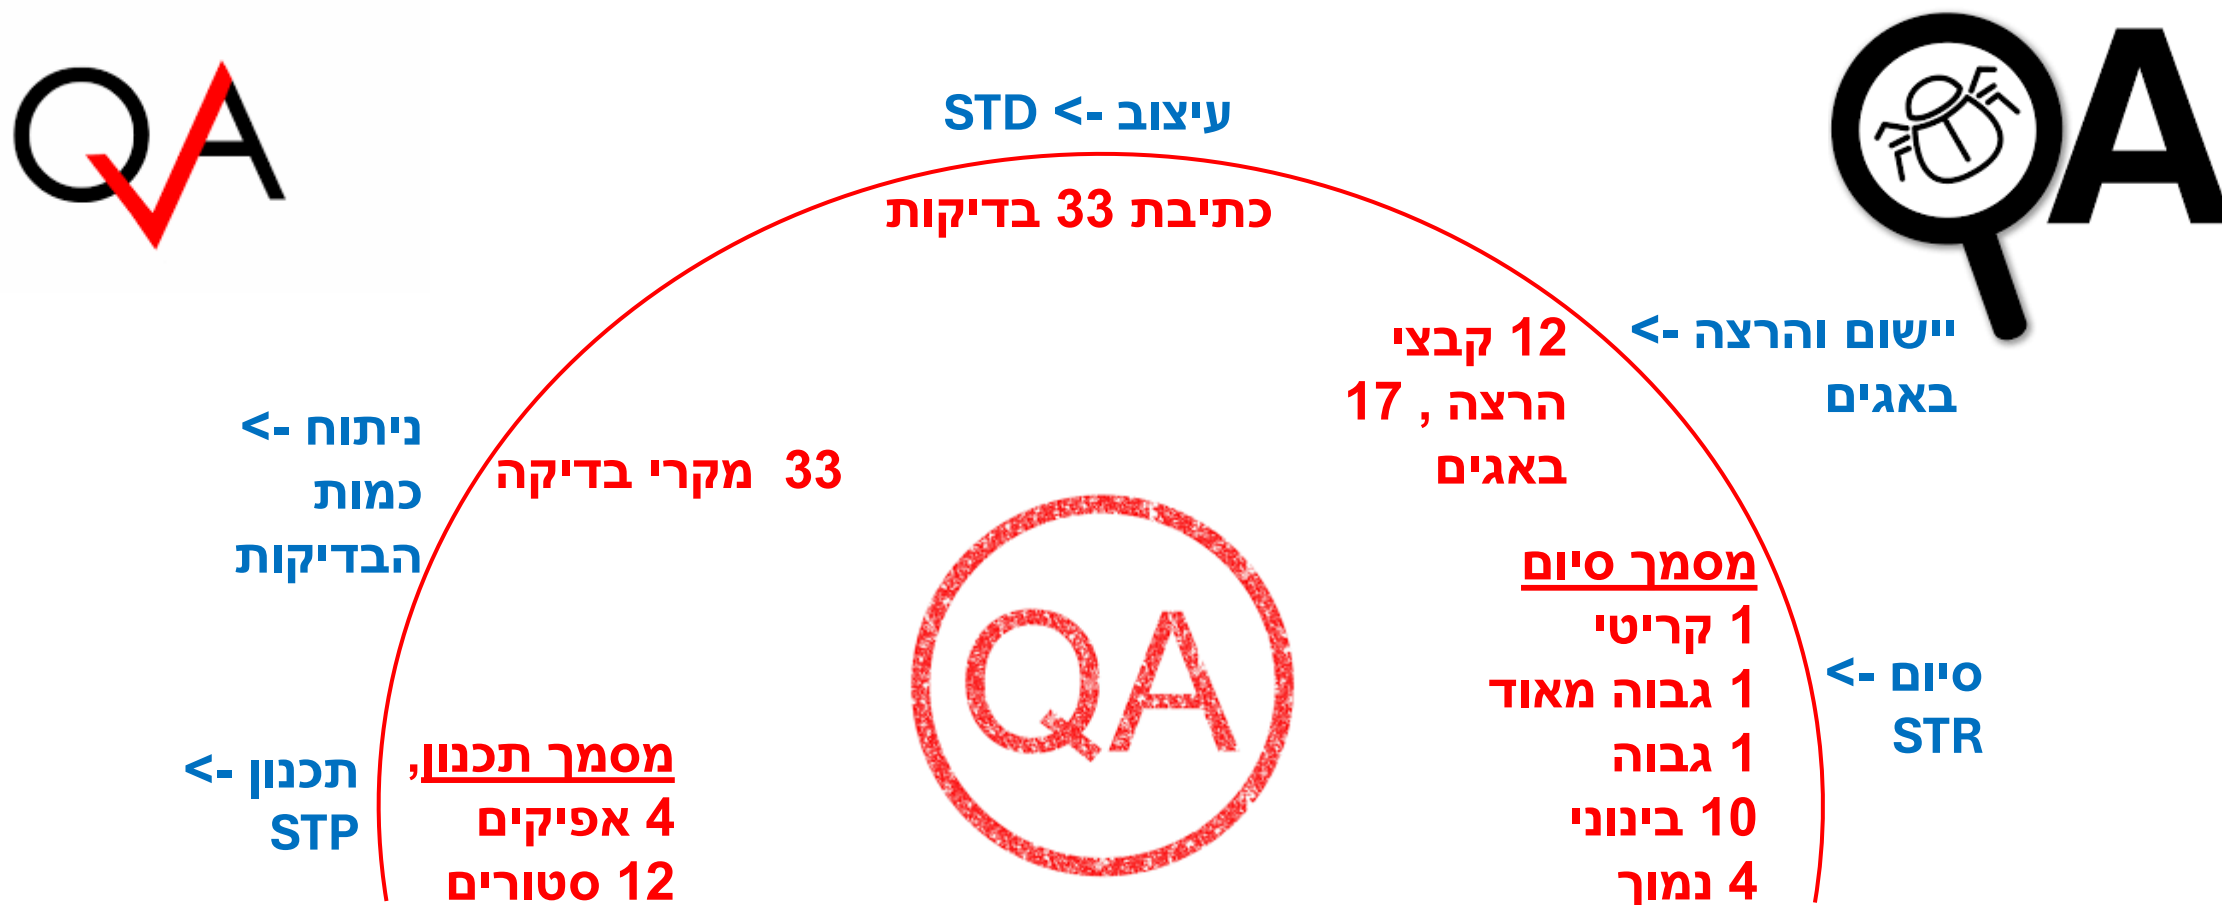 QA
QA
עיצוב -> STD
כתיבת 33 בדיקות
יישום והרצה ->
באגים
12 קבצי
הרצה , 17
באגים
ניתוח ->
כמות
הבדיקות
33 מקרי בדיקה
QA
מסמך סיום
1 קריטי
1 גבוה מאוד
1 גבוה
10 בינוני
4 נמוך
סיום ->
STR
תכנון ->
STP
מסמך תכנון,
4 אפיקים
12 סטורים